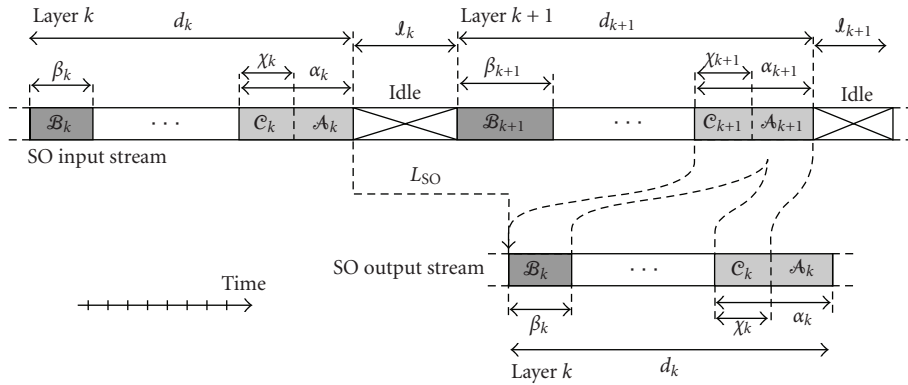 Layer k d_k 𝓘_k Layer k + 1 d_{k+1} 𝓘_{k+1}
β_k χ_k α_k β_{k+1} χ_{k+1} α_{k+1}
Idle Idle
ℬ_k · · · 𝒞_k 𝒜_k ℬ_{k+1} · · · 𝒞_{k+1} 𝒜_{k+1}
SO input stream
L_SO
SO output stream ℬ_k · · · 𝒞_k 𝒜_k
Time
β_k χ_k α_k
Layer k d_k